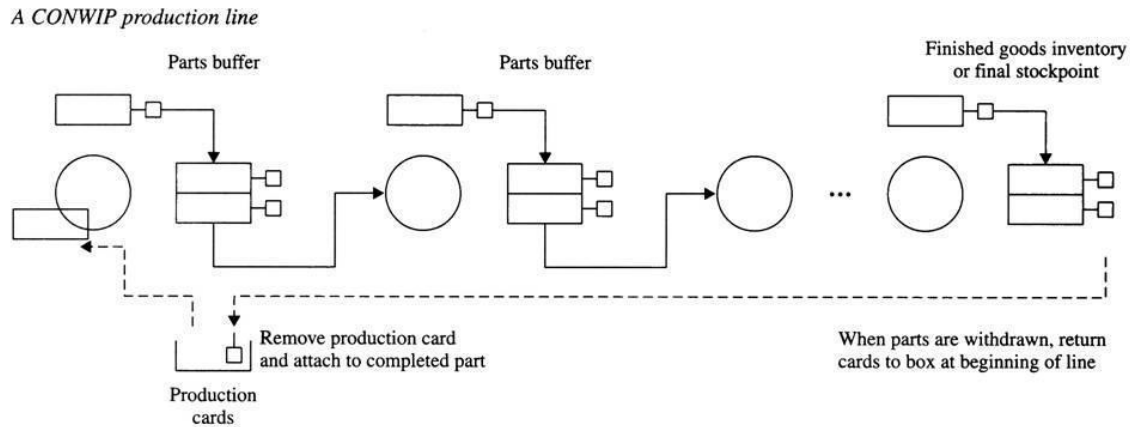 A CONWIP production line
Parts buffer
Parts buffer
Finished goods inventory
or final stockpoint
...
Remove production card
and attach to completed part
When parts are withdrawn, return
cards to box at beginning of line
Production
cards